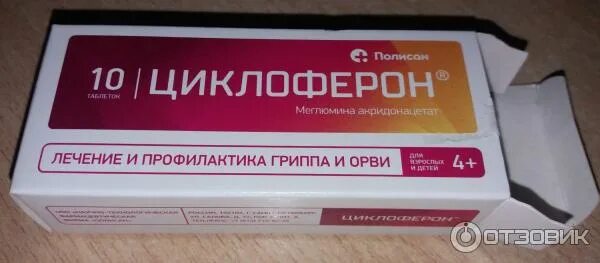 Полисан
10 ТАБЛЕТОК
ЦИКЛОФЕРОН®
Меглюмина акридонацетат
ЛЕЧЕНИЕ И ПРОФИЛАКТИКА ГРИППА И ОРВИ
ДЛЯ ВЗРОСЛЫХ И ДЕТЕЙ
4+
ЦИКЛОФЕРОН
ОТЗОВИК